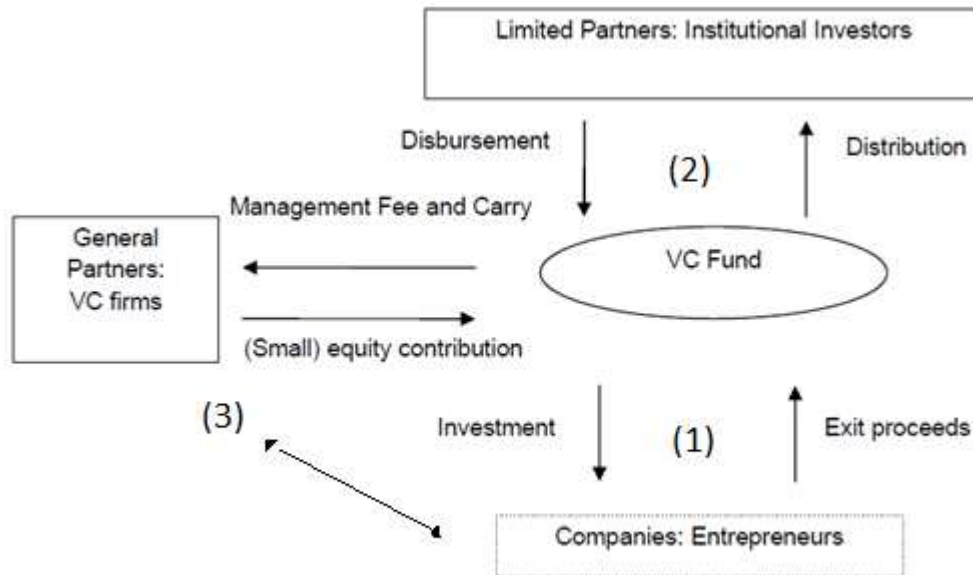 Limited Partners: Institutional Investors
Disbursement
(2)
Distribution
Management Fee and Carry
General
Partners:
VC firms
VC Fund
(Small) equity contribution
(3)
Investment
(1)
Exit proceeds
Companies: Entrepreneurs